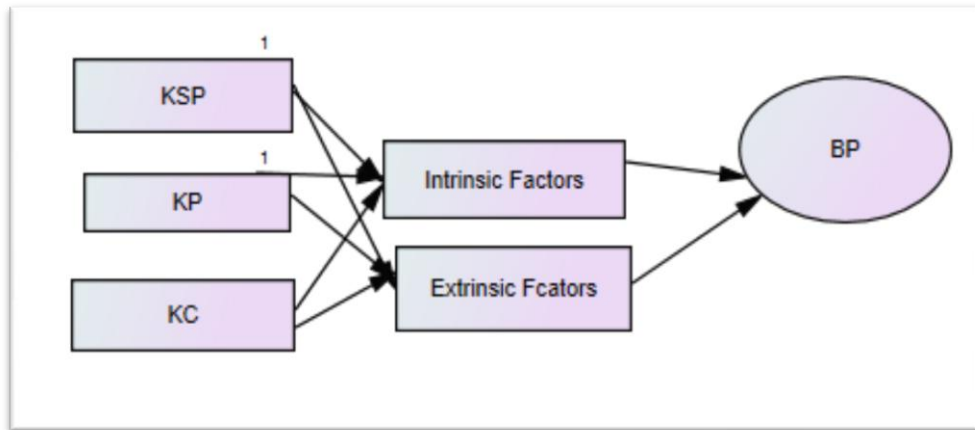 1
KSP
1
KP
KC
Intrinsic Factors
Extrinsic Fcators
BP